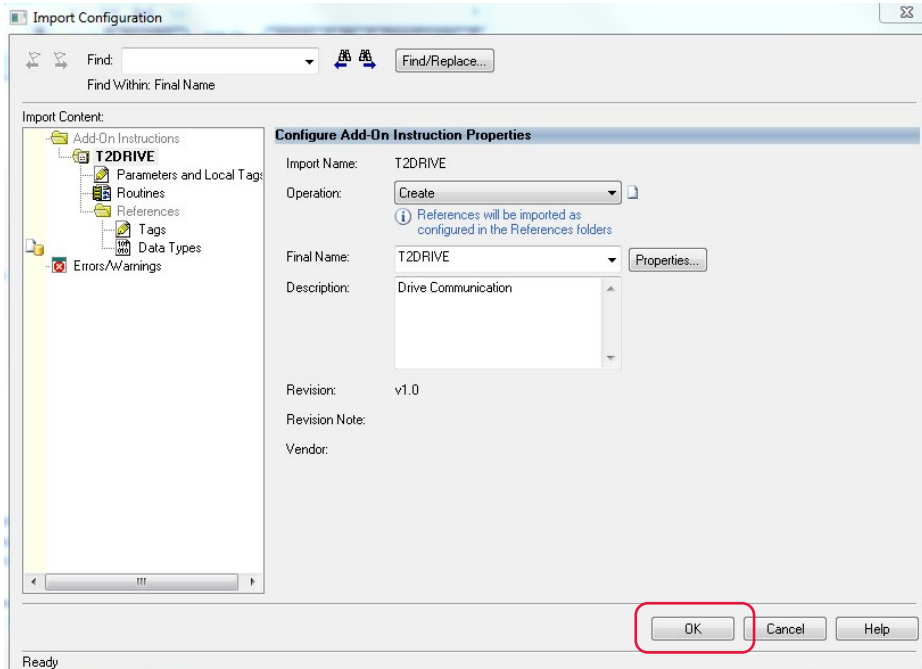 Import Configuration
Find:
Find/Replace...
Find Within: Final Name
Import Content:
Add-On Instructions
T2DRIVE
Parameters and Local Tags
Routines
References
Tags
Data Types
Errors/Warnings
Configure Add-On Instruction Properties
Import Name: T2DRIVE
Operation: Create
References will be imported as
configured in the References folders
Final Name: T2DRIVE Properties...
Description: Drive Communication
Revision: v1.0
Revision Note:
Vendor:
OK Cancel Help
Ready